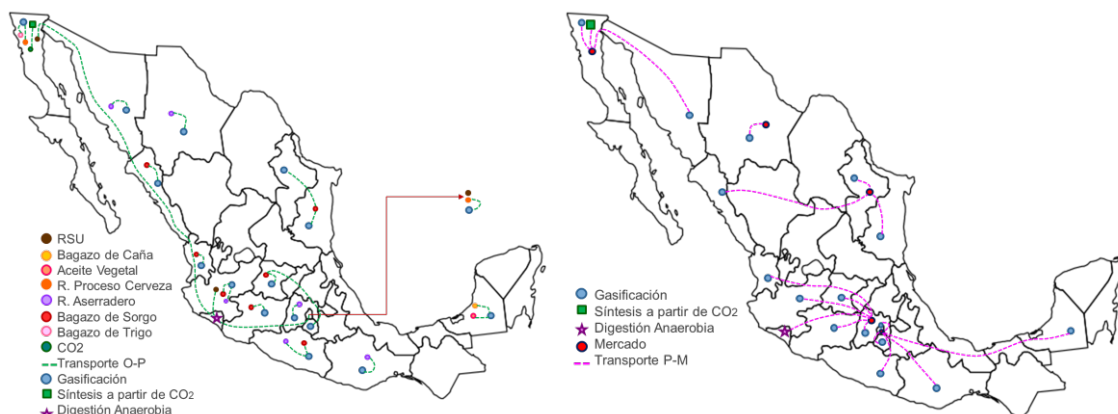 RSU
Bagazo de Caña
Aceite Vegetal
R. Proceso Cerveza
R. Aserradero
Bagazo de Sorgo
Bagazo de Trigo
CO2
Transporte O-P
Gasificación
Síntesis a partir de CO2
Digestión Anaerobia
Gasificación
Síntesis a partir de CO2
Digestión Anaerobia
Mercado
Transporte P-M